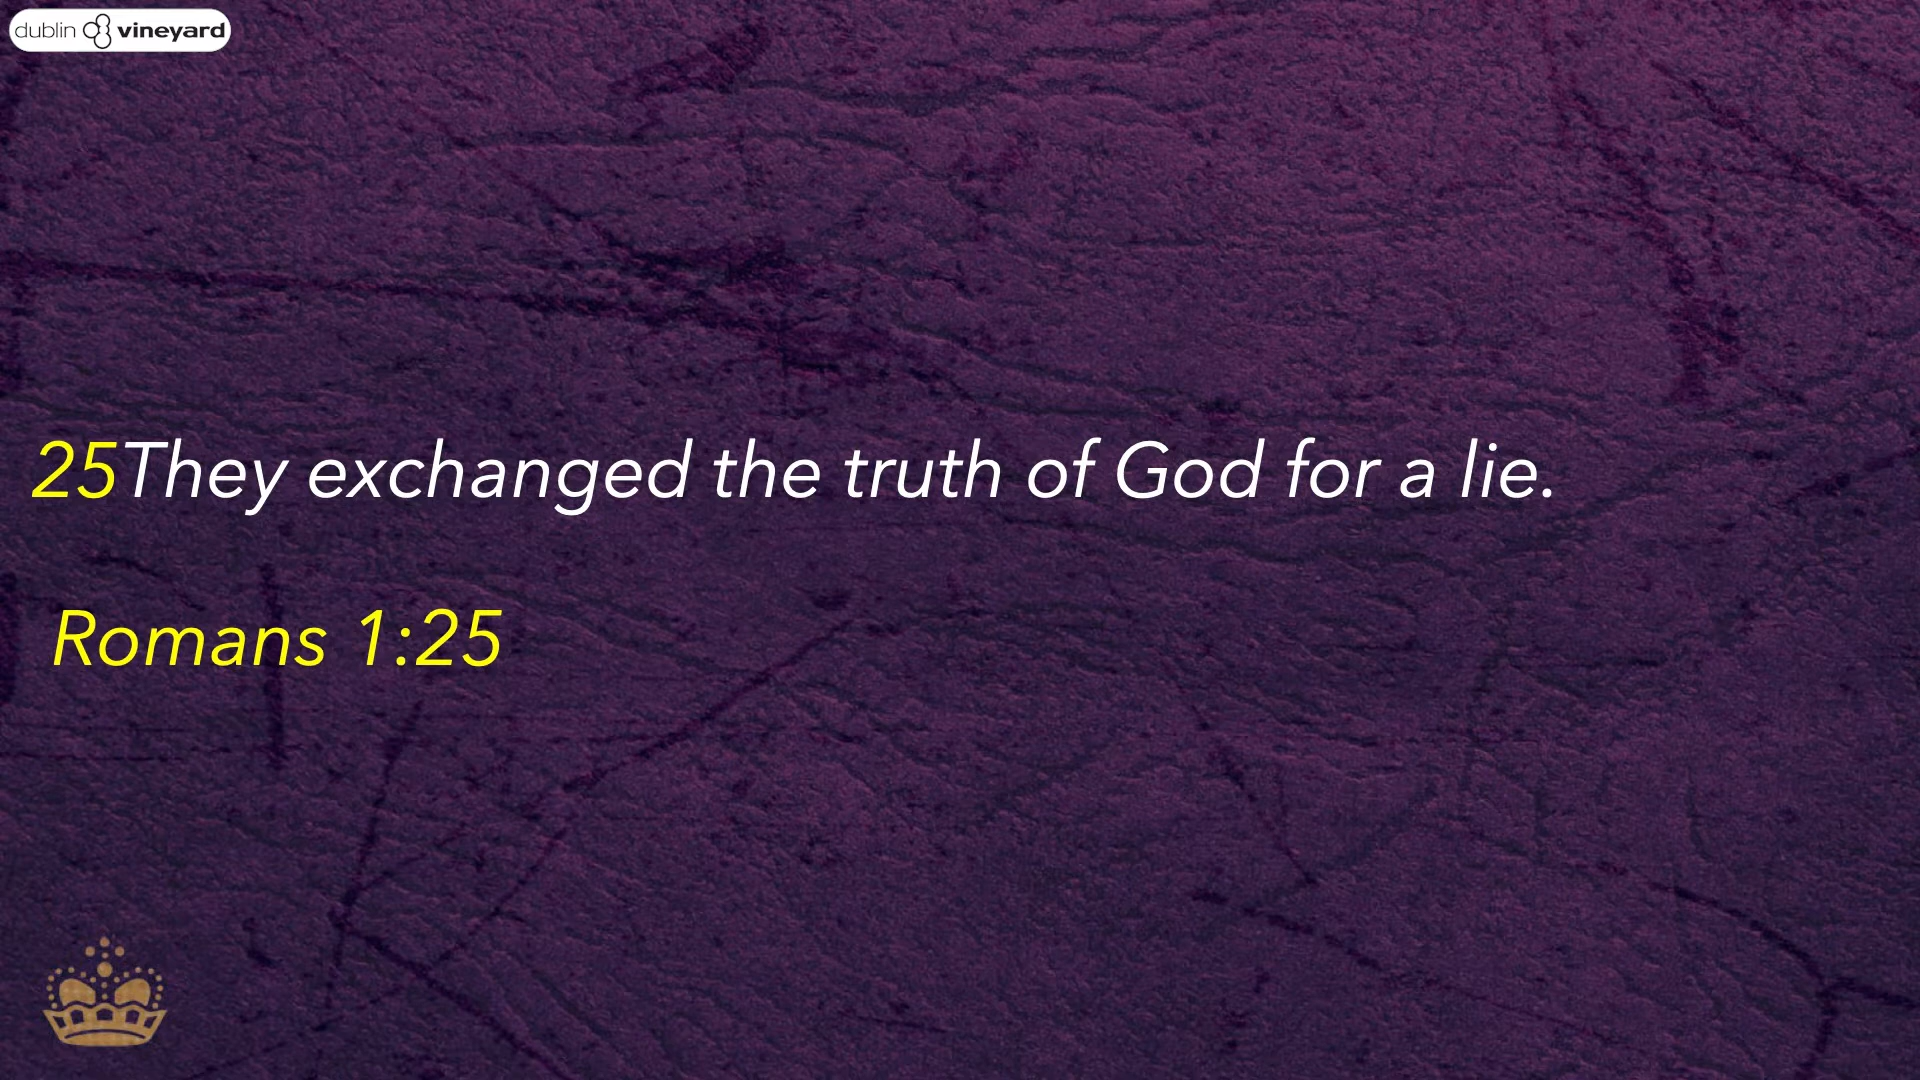 dublin vineyard
25They exchanged the truth of God for a lie.
Romans 1:25